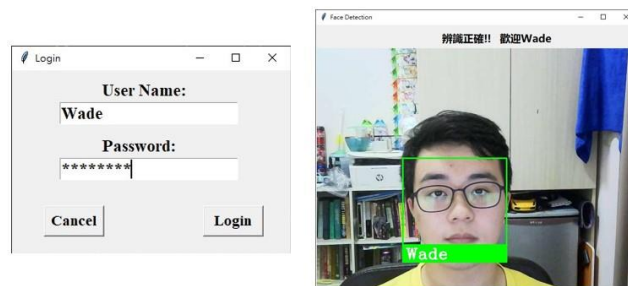 Login
User Name:
Wade
Password:
********
Cancel
Login
Face Detection
辨識正確!! 歡迎Wade
Wade